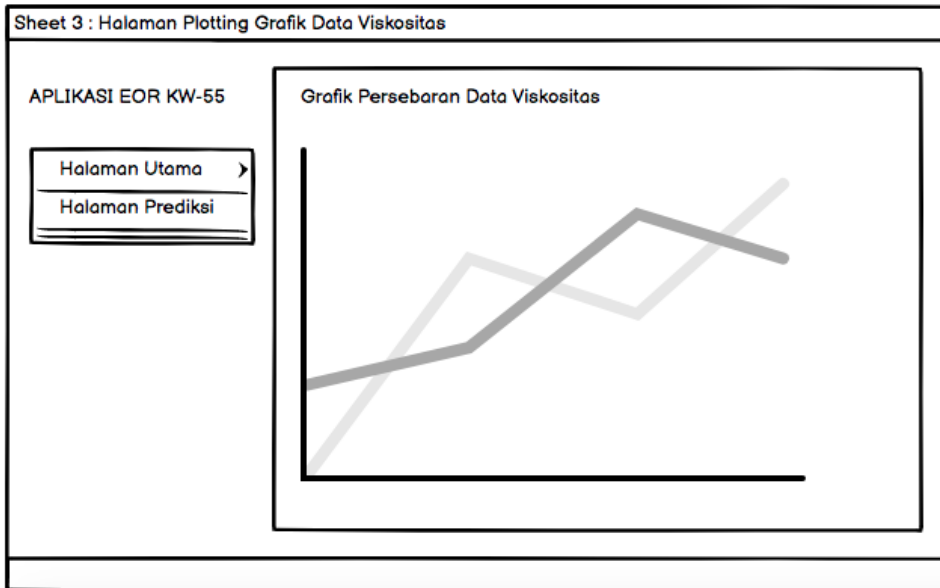 Sheet 3 : Halaman Plotting Grafik Data Viskositas
APLIKASI EOR KW-55
Halaman Utama
Halaman Prediksi
Grafik Persebaran Data Viskositas